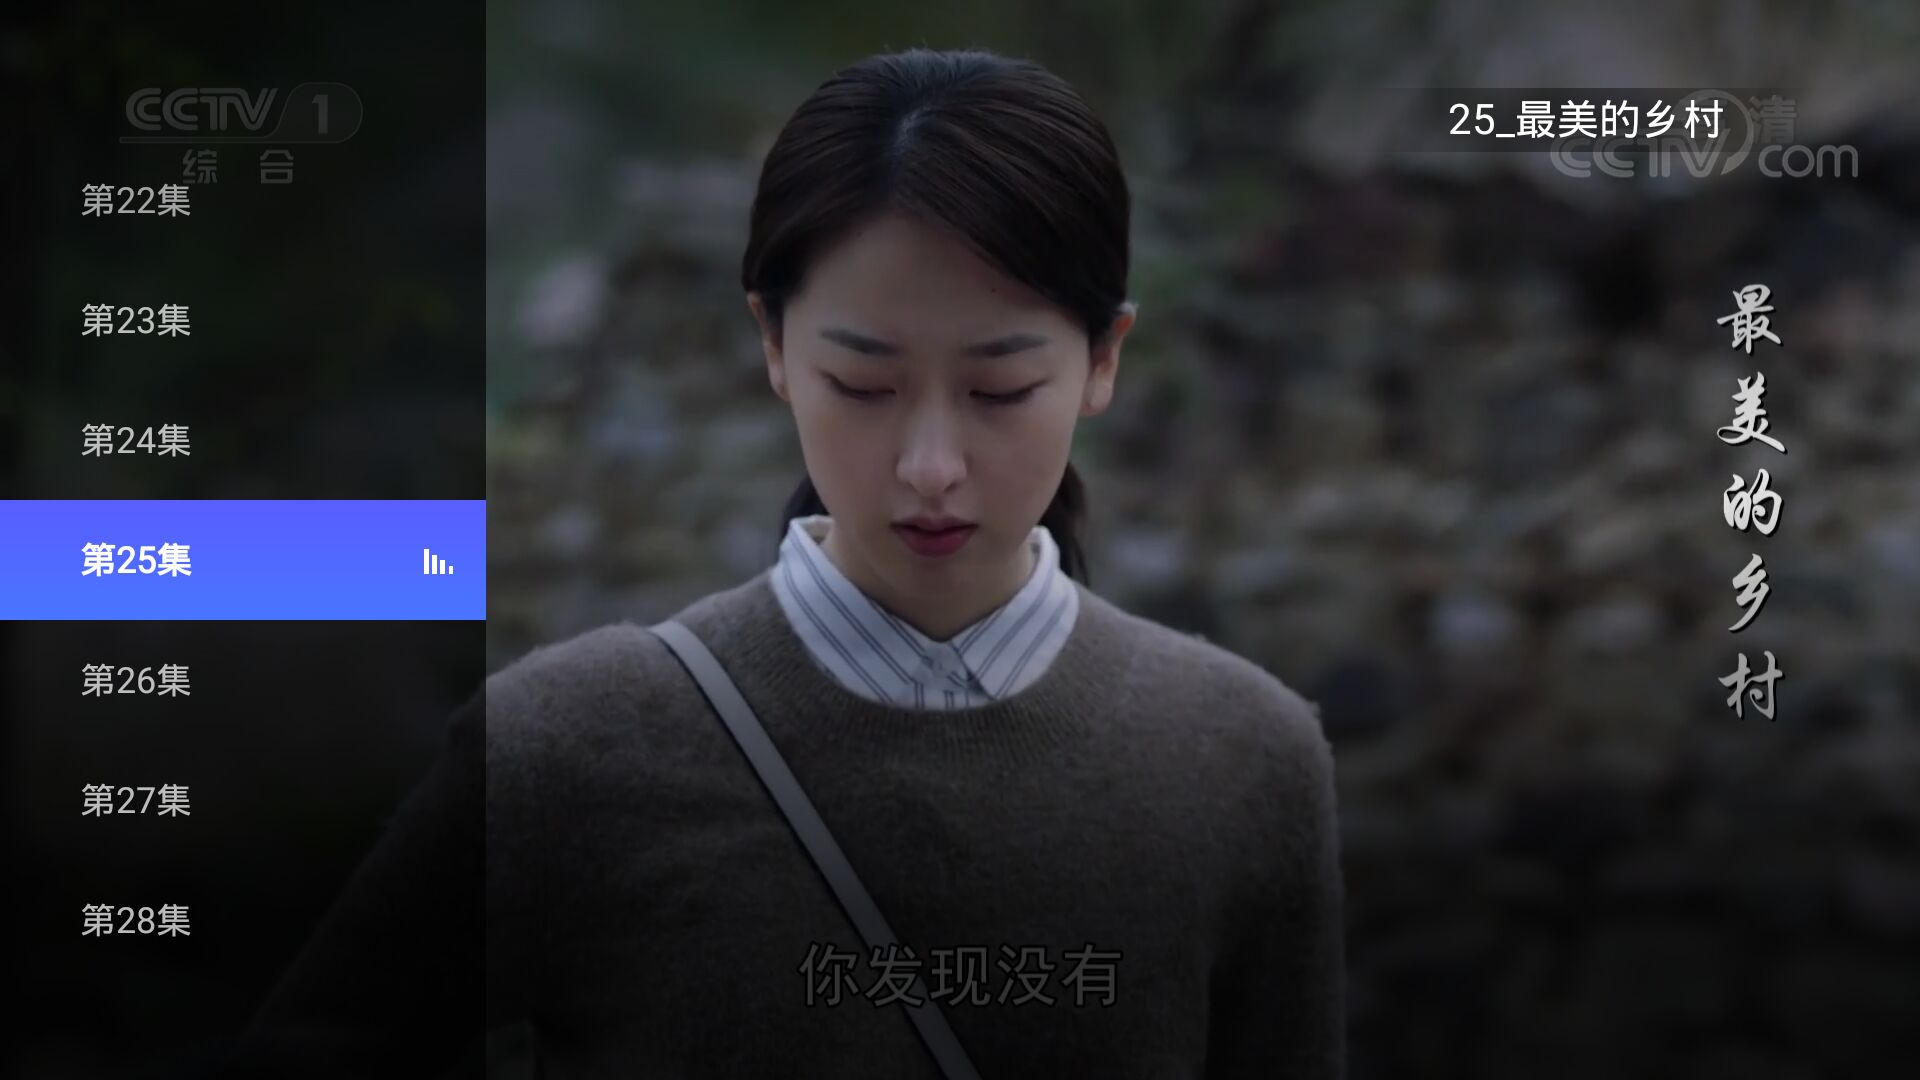 CCTV 1
综 合
25_最美的乡村
清
CCTV com
第22集
第23集
第24集
第25集
第26集
第27集
第28集
最美的乡村
你发现没有